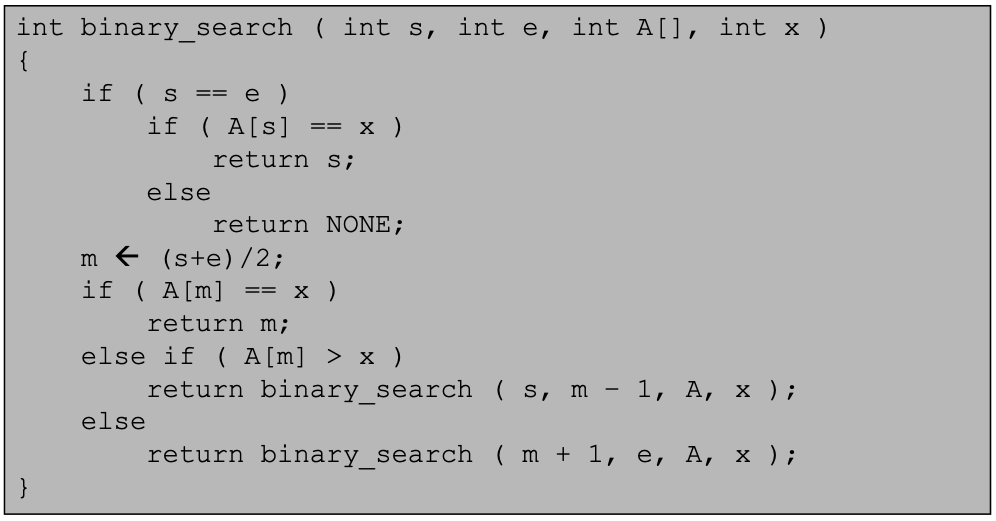 int binary_search ( int s, int e, int A[], int x )
{
    if ( s == e )
        if ( A[s] == x )
            return s;
        else
            return NONE;
    m ← (s+e)/2;
    if ( A[m] == x )
        return m;
    else if ( A[m] > x )
        return binary_search ( s, m – 1, A, x );
    else
        return binary_search ( m + 1, e, A, x );
}